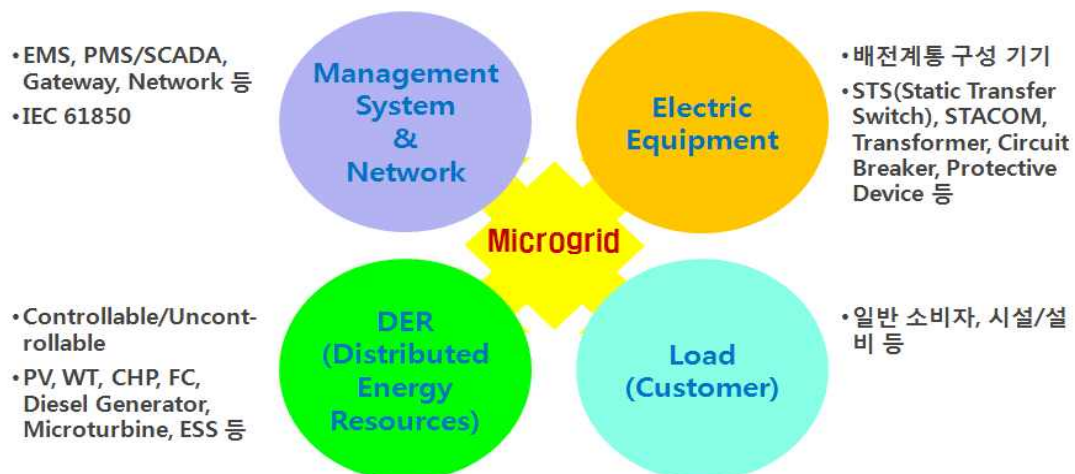 •EMS, PMS/SCADA,
Gateway, Network 등
•IEC 61850
Management
System
&
Network
Electric
Equipment
•배전계통 구성 기기
•STS(Static Transfer
Switch), STACOM,
Transformer, Circuit
Breaker, Protective
Device 등
Microgrid
•Controllable/Uncont-
rollable
•PV, WT, CHP, FC,
Diesel Generator,
Microturbine, ESS 등
DER
(Distributed
Energy
Resources)
Load
(Customer)
•일반 소비자, 시설/설
비 등